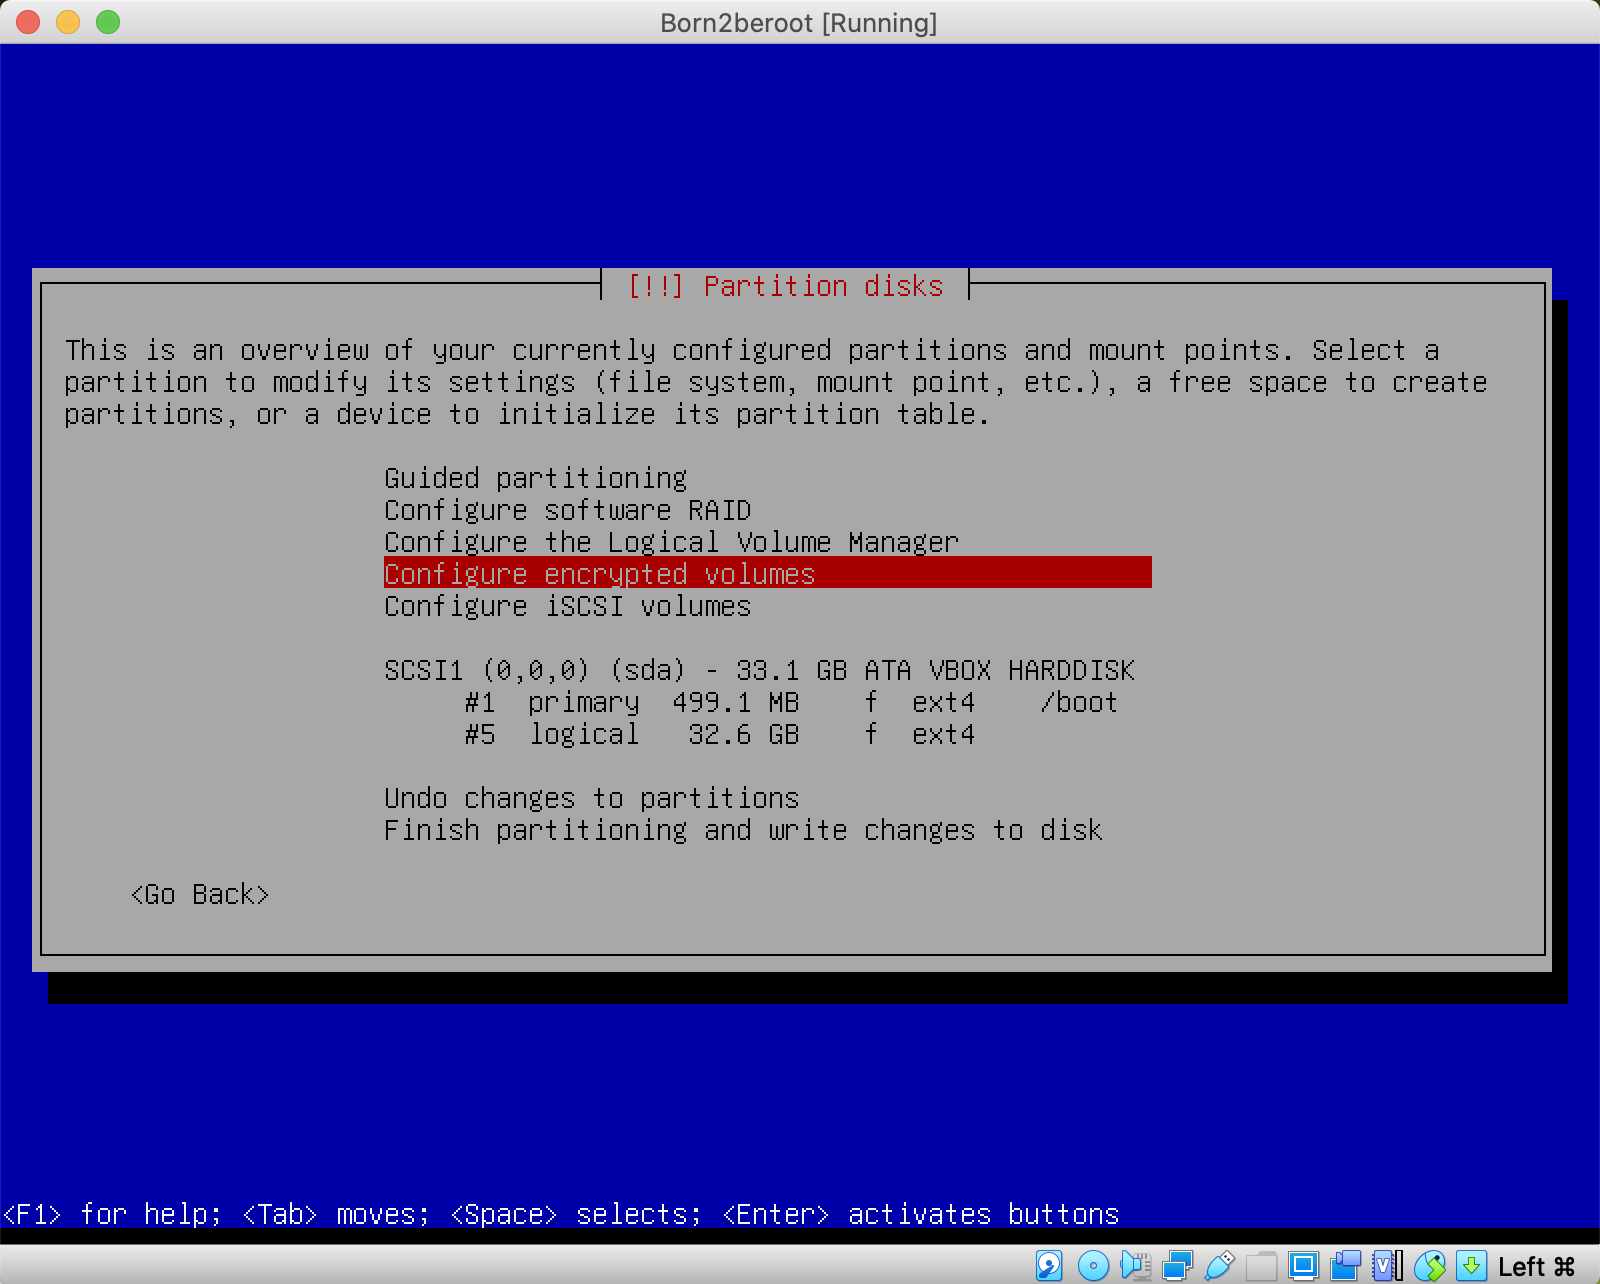 Born2beroot [Running]
[!!] Partition disks
This is an overview of your currently configured partitions and mount points. Select a
partition to modify its settings (file system, mount point, etc.), a free space to create
partitions, or a device to initialize its partition table.
Guided partitioning
Configure software RAID
Configure the Logical Volume Manager
Configure encrypted volumes
Configure iSCSI volumes
SCSI1 (0,0,0) (sda) - 33.1 GB ATA VBOX HARDDISK
#1 primary 499.1 MB f ext4 /boot
#5 logical 32.6 GB f ext4
Undo changes to partitions
Finish partitioning and write changes to disk
<Go Back>
<F1> for help; <Tab> moves; <Space> selects; <Enter> activates buttons
Left ⌘